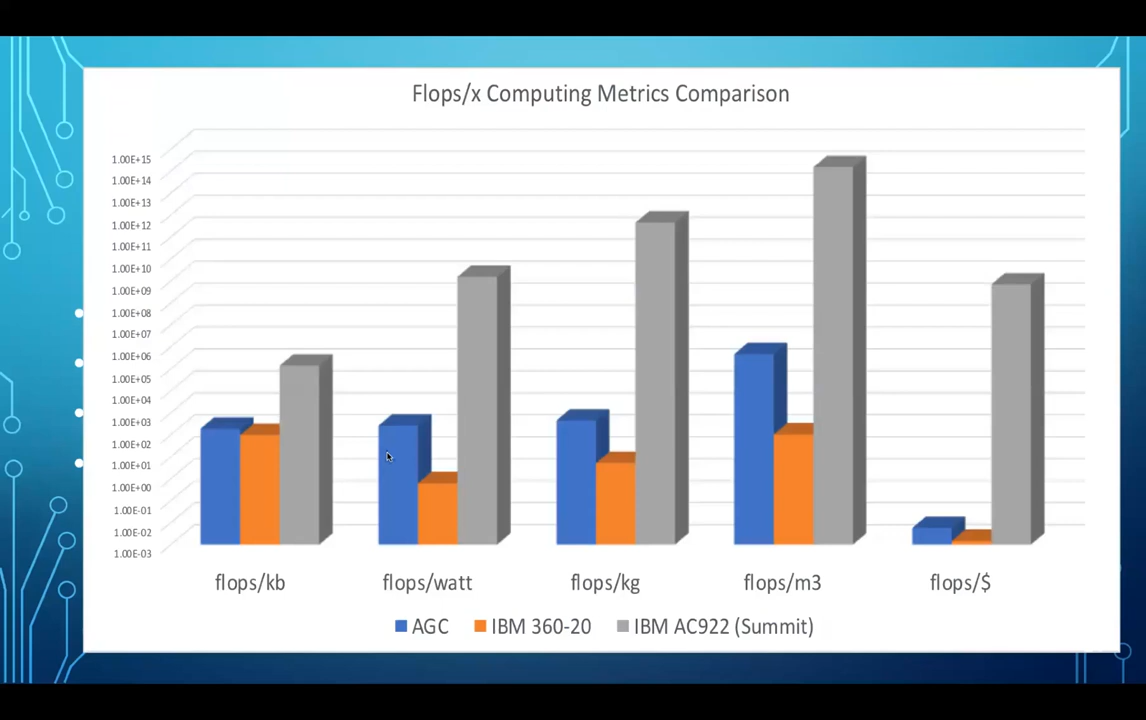 Flops/x Computing Metrics Comparison
1.00E+15
1.00E+14
1.00E+13
1.00E+12
1.00E+11
1.00E+10
1.00E+09
1.00E+08
1.00E+07
1.00E+06
1.00E+05
1.00E+04
1.00E+03
1.00E+02
1.00E+01
1.00E+00
1.00E-01
1.00E-02
1.00E-03
flops/kb flops/watt flops/kg flops/m3 flops/$
AGC IBM 360-20 IBM AC922 (Summit)